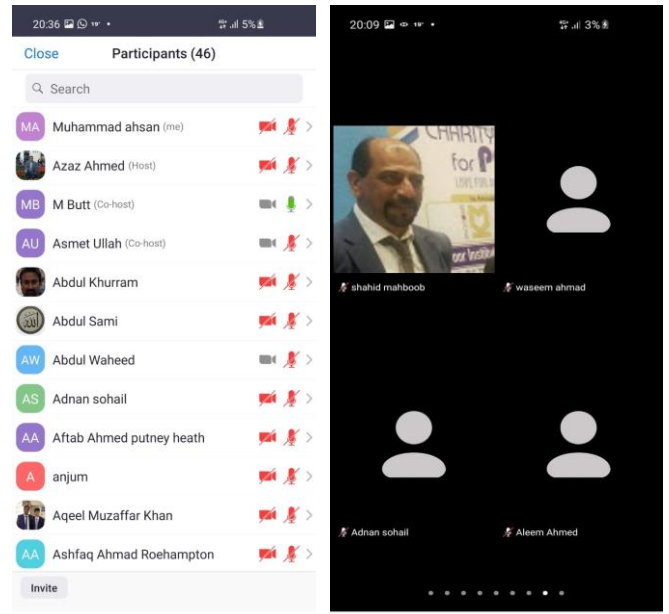 20:36 5%
Close Participants (46)
Search
MA Muhammad ahsan (me)
Azaz Ahmed (Host)
MB M Butt (Co-host)
AU Asmet Ullah (Co-host)
Abdul Khurram
Abdul Sami
AW Abdul Waheed
AS Adnan sohail
AA Aftab Ahmed putney heath
A anjum
Aqeel Muzaffar Khan
AA Ashfaq Ahmad Roehampton
Invite
20:09 3%
CHARITY
for P
shahid mahboob
waseem ahmad
Adnan sohail
Aleem Ahmed